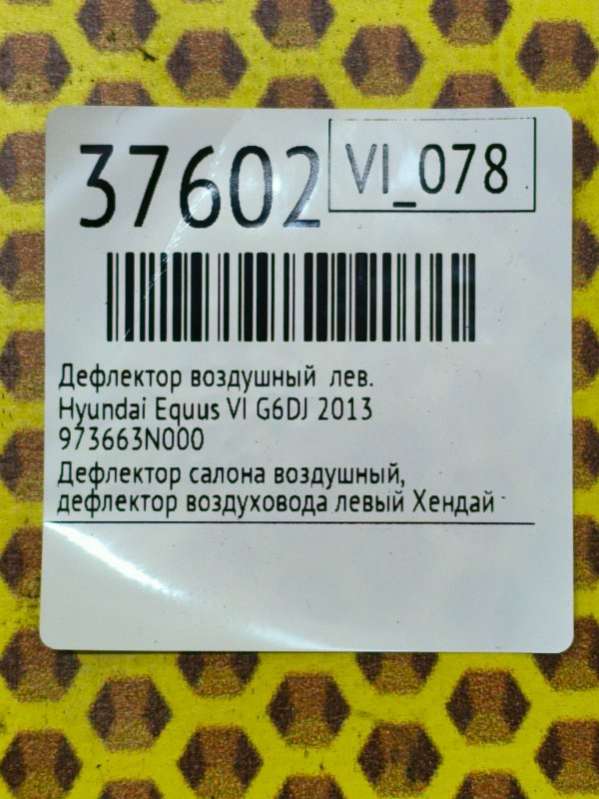 37602
VI_078
Дефлектор воздушный лев.
Hyundai Equus VI G6DJ 2013
973663N000
Дефлектор салона воздушный,
дефлектор воздуховода левый Хендай